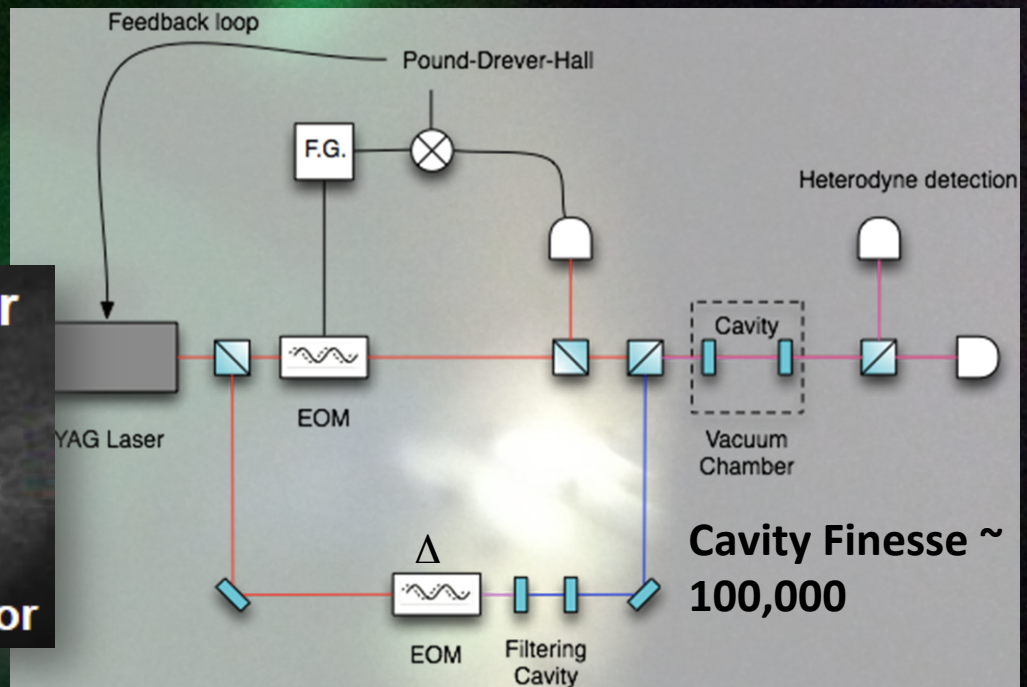 Feedback loop
Pound-Drever-Hall
F.G.
Heterodyne detection
r
Cavity
EOM
YAG Laser
Vacuum
Chamber
Δ
Cavity Finesse ~
100,000
or
EOM
Filtering
Cavity